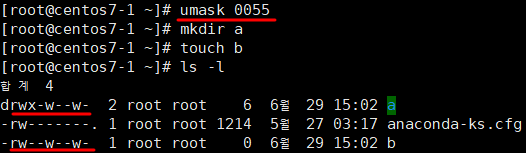 [root@centos7-1 ~]# umask 0055
[root@centos7-1 ~]# mkdir a
[root@centos7-1 ~]# touch b
[root@centos7-1 ~]# ls -l
합계 4
drwx-w--w- 2 root root 6 6월 29 15:02 a
-rw-------. 1 root root 1214 5월 27 03:17 anaconda-ks.cfg
-rw--w--w- 1 root root 0 6월 29 15:02 b